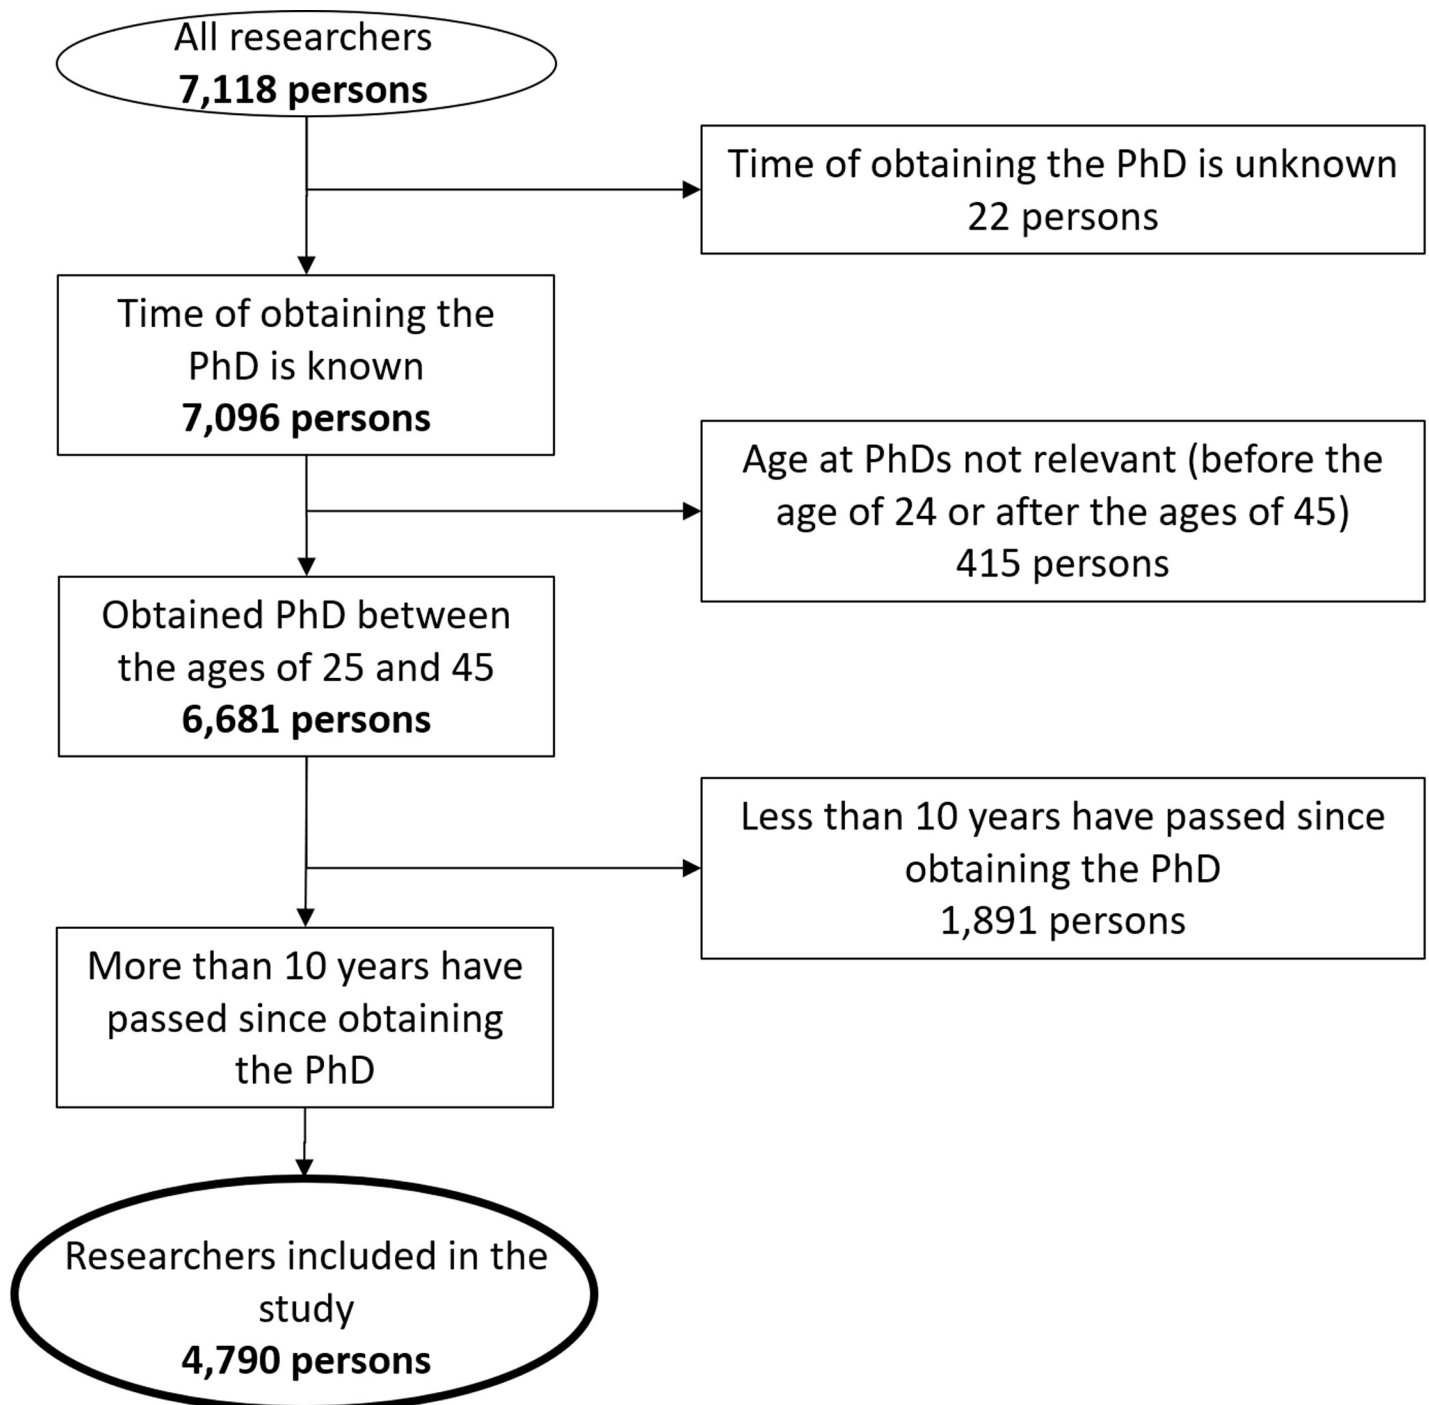 All researchers
7,118 persons
Time of obtaining the PhD is unknown
22 persons
Time of obtaining the
PhD is known
7,096 persons
Age at PhDs not relevant (before the
age of 24 or after the ages of 45)
415 persons
Obtained PhD between
the ages of 25 and 45
6,681 persons
Less than 10 years have passed since
obtaining the PhD
1,891 persons
More than 10 years have
passed since obtaining
the PhD
Researchers included in the
study
4,790 persons